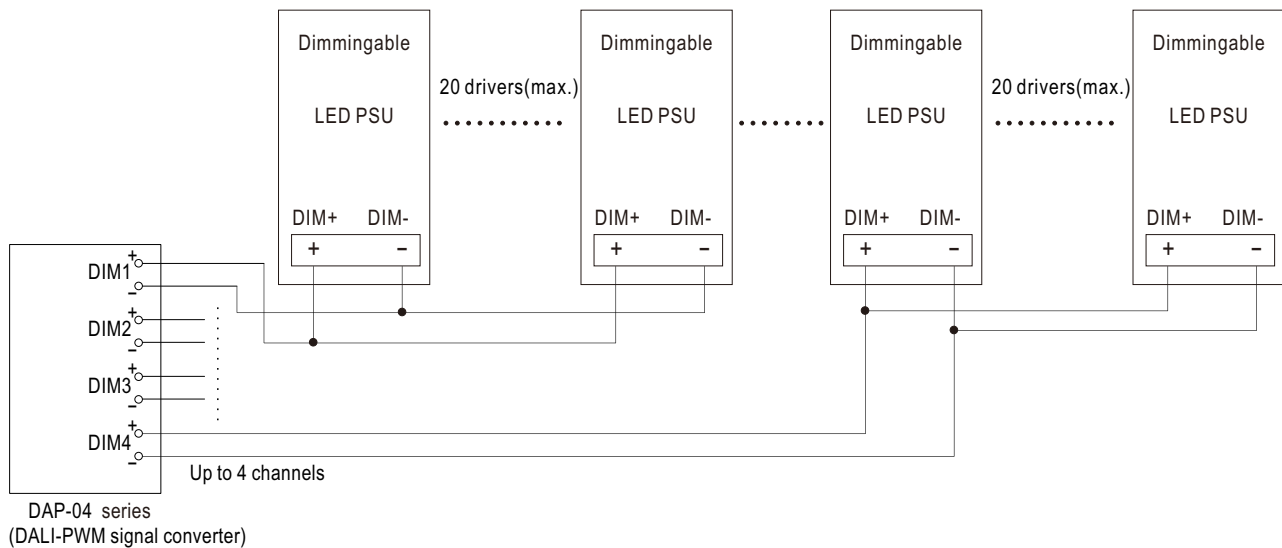 Dimmingable
Dimmingable
Dimmingable
Dimmingable
20 drivers(max.)
20 drivers(max.)
LED PSU
LED PSU
LED PSU
LED PSU
DIM+ DIM-
DIM+ DIM-
DIM+ DIM-
DIM+ DIM-
+ −
+ −
+ −
+ −
+
DIM1
−
+
DIM2
−
+
DIM3
−
+
DIM4
−
Up to 4 channels
DAP-04 series
(DALI-PWM signal converter)